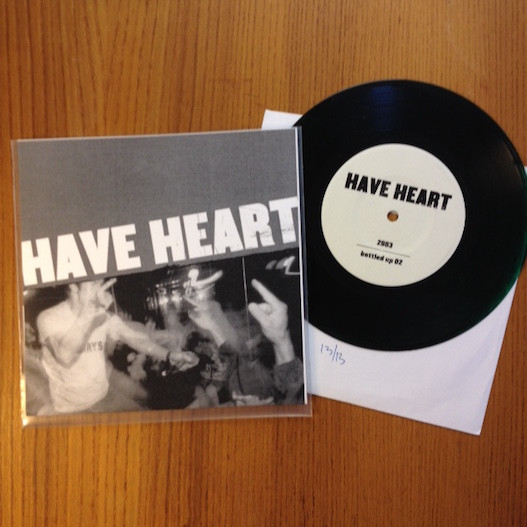 HAVE HEART
HAVE HEART
2003
bottled up 02
13/13